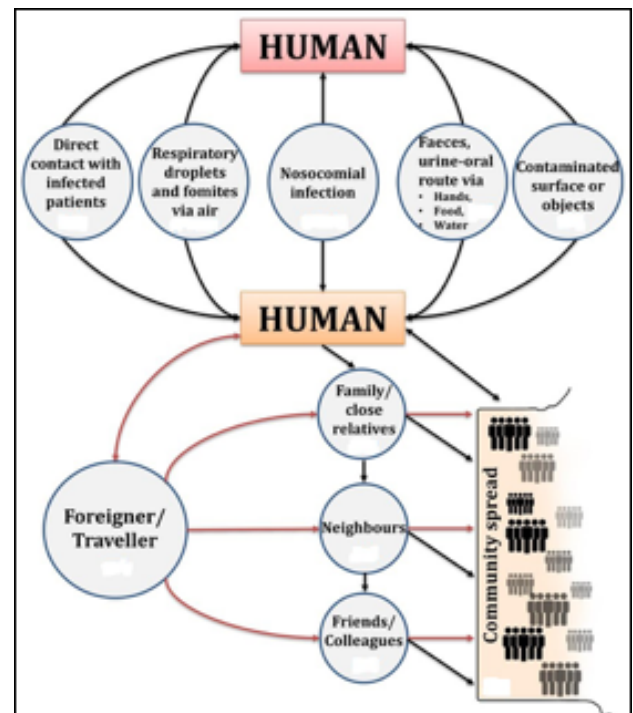 HUMAN
Direct
contact with
infected
patients
Respiratory
droplets
and fomites
via air
Nosocomial
infection
Faeces,
urine-oral
route via
• Hands,
• Food,
• Water
Contaminated
surface or
objects
HUMAN
Family/
close
relatives
Foreigner/
Traveller
Neighbours
Friends/
Colleagues
Community spread